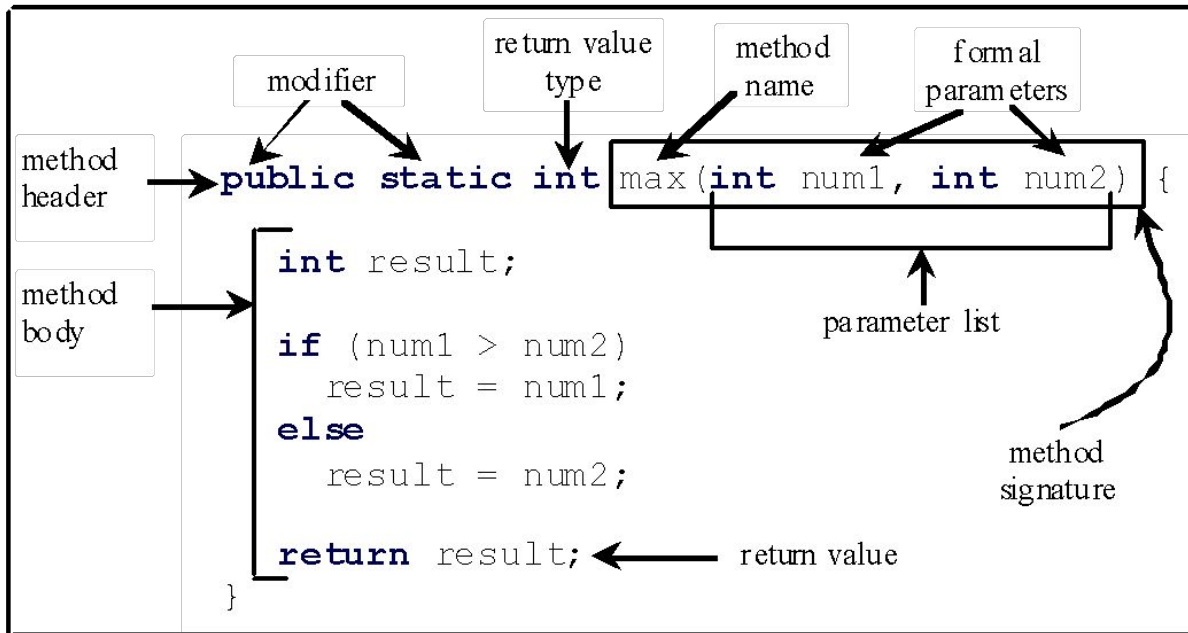 return value
type
method
name
formal
parameters
modifier
method
header
public static int max(int num1, int num2) {
method
body
int result;
if (num1 > num2)
result = num1;
else
result = num2;
return result;
}
parameter list
method
signature
return value